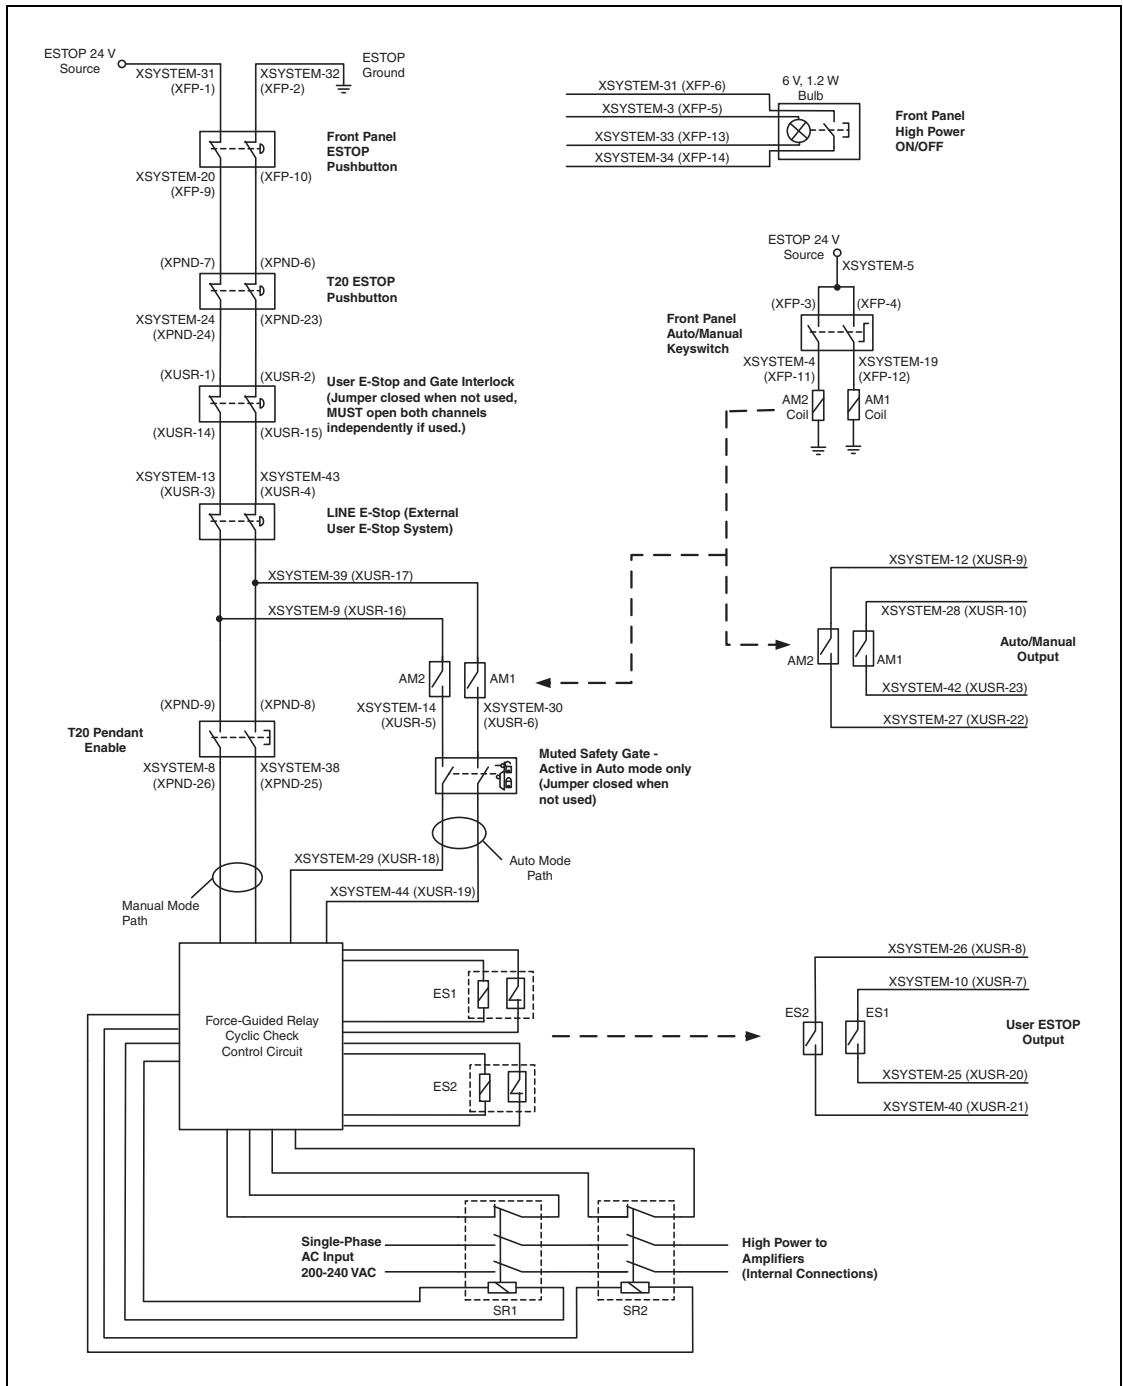 ESTOP 24 V
Source
XSYSTEM-31
(XFP-1)
XSYSTEM-32
(XFP-2)
ESTOP
Ground
Front Panel
ESTOP
Pushbutton
XSYSTEM-20
(XFP-9)
(XFP-10)
(XPND-7)
(XPND-6)
T20 ESTOP
Pushbutton
XSYSTEM-24
(XPND-24)
(XPND-23)
(XUSR-1)
(XUSR-2)
User E-Stop and Gate Interlock
(Jumper closed when not used,
MUST open both channels
independently if used.)
(XUSR-14)
(XUSR-15)
XSYSTEM-13
(XUSR-3)
XSYSTEM-43
(XUSR-4)
LINE E-Stop (External
User E-Stop System)
XSYSTEM-39 (XUSR-17)
XSYSTEM-9 (XUSR-16)
AM2
AM1
XSYSTEM-14
(XUSR-5)
XSYSTEM-30
(XUSR-6)
(XPND-9)
(XPND-8)
T20 Pendant
Enable
XSYSTEM-8
(XPND-26)
XSYSTEM-38
(XPND-25)
Muted Safety Gate -
Active in Auto mode only
(Jumper closed when
not used)
XSYSTEM-29 (XUSR-18)
Auto Mode
Path
XSYSTEM-44 (XUSR-19)
Manual Mode
Path
XSYSTEM-31 (XFP-6)
XSYSTEM-3 (XFP-5)
XSYSTEM-33 (XFP-13)
XSYSTEM-34 (XFP-14)
6 V, 1.2 W
Bulb
Front Panel
High Power
ON/OFF
ESTOP 24 V
Source
XSYSTEM-5
(XFP-3)
(XFP-4)
Front Panel
Auto/Manual
Keyswitch
XSYSTEM-4
(XFP-11)
XSYSTEM-19
(XFP-12)
AM2
Coil
AM1
Coil
XSYSTEM-12 (XUSR-9)
XSYSTEM-28 (XUSR-10)
AM2
AM1
Auto/Manual
Output
XSYSTEM-42 (XUSR-23)
XSYSTEM-27 (XUSR-22)
Force-Guided Relay
Cyclic Check
Control Circuit
ES1
ES2
XSYSTEM-26 (XUSR-8)
XSYSTEM-10 (XUSR-7)
ES2
ES1
User ESTOP
Output
XSYSTEM-25 (XUSR-20)
XSYSTEM-40 (XUSR-21)
Single-Phase
AC Input
200-240 VAC
SR1
SR2
High Power to
Amplifiers
(Internal Connections)